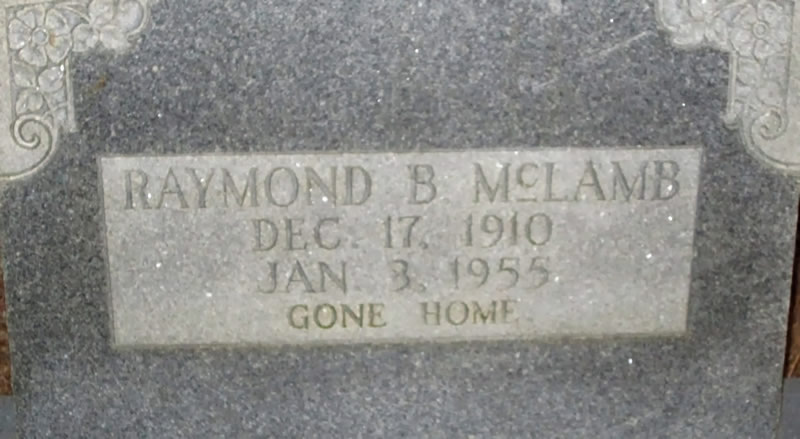 RAYMOND B McLAMB
DEC. 17, 1910
JAN. 3, 1955
GONE HOME